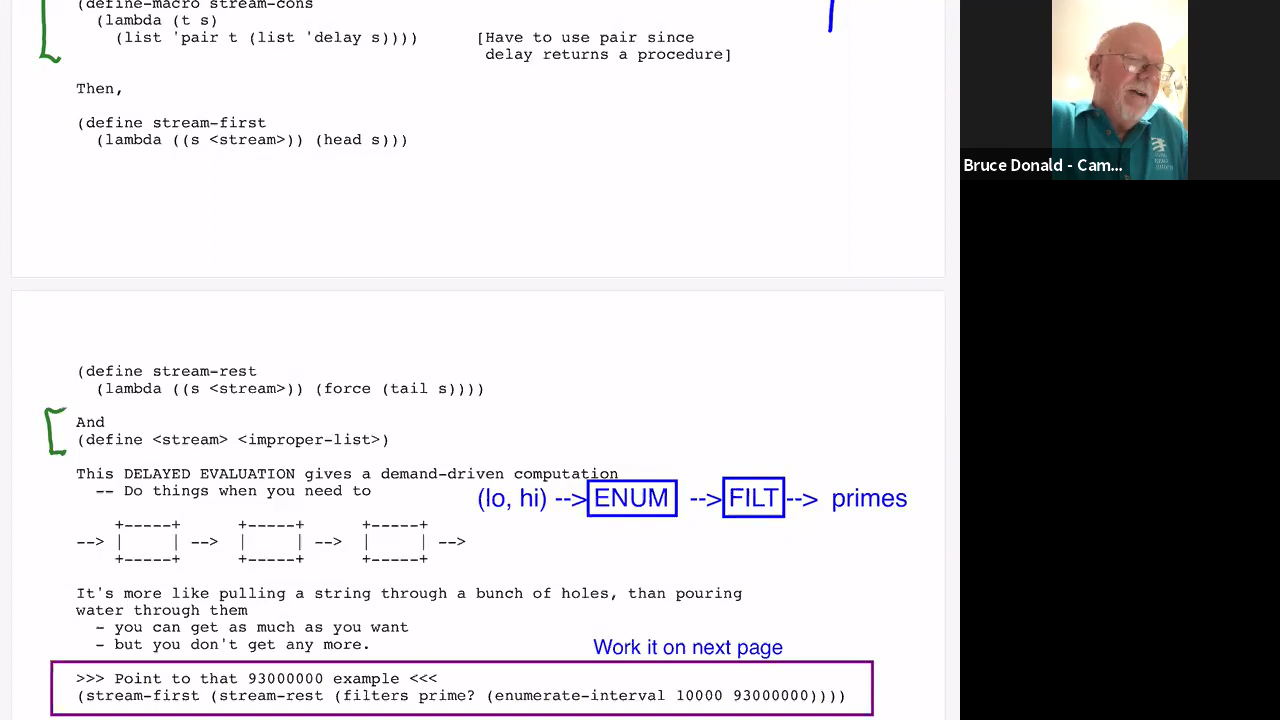 (define-macro stream-cons
(lambda (t s)
(list 'pair t (list 'delay s)))) [Have to use pair since
delay returns a procedure]
Then,
(define stream-first
(lambda ((s <stream>)) (head s)))
(define stream-rest
(lambda ((s <stream>)) (force (tail s))))
And
(define <stream> <improper-list>)
This DELAYED EVALUATION gives a demand-driven computation
-- Do things when you need to
(lo, hi) -->ENUM -->FILT--> primes
+-----+ +-----+ +-----+
--> | | --> | | --> | | -->
+-----+ +-----+ +-----+
It's more like pulling a string through a bunch of holes, than pouring
water through them
- you can get as much as you want
- but you don't get any more.
Work it on next page
>>> Point to that 93000000 example <<<
(stream-first (stream-rest (filters prime? (enumerate-interval 10000 93000000))))
Bruce Donald - Cam...